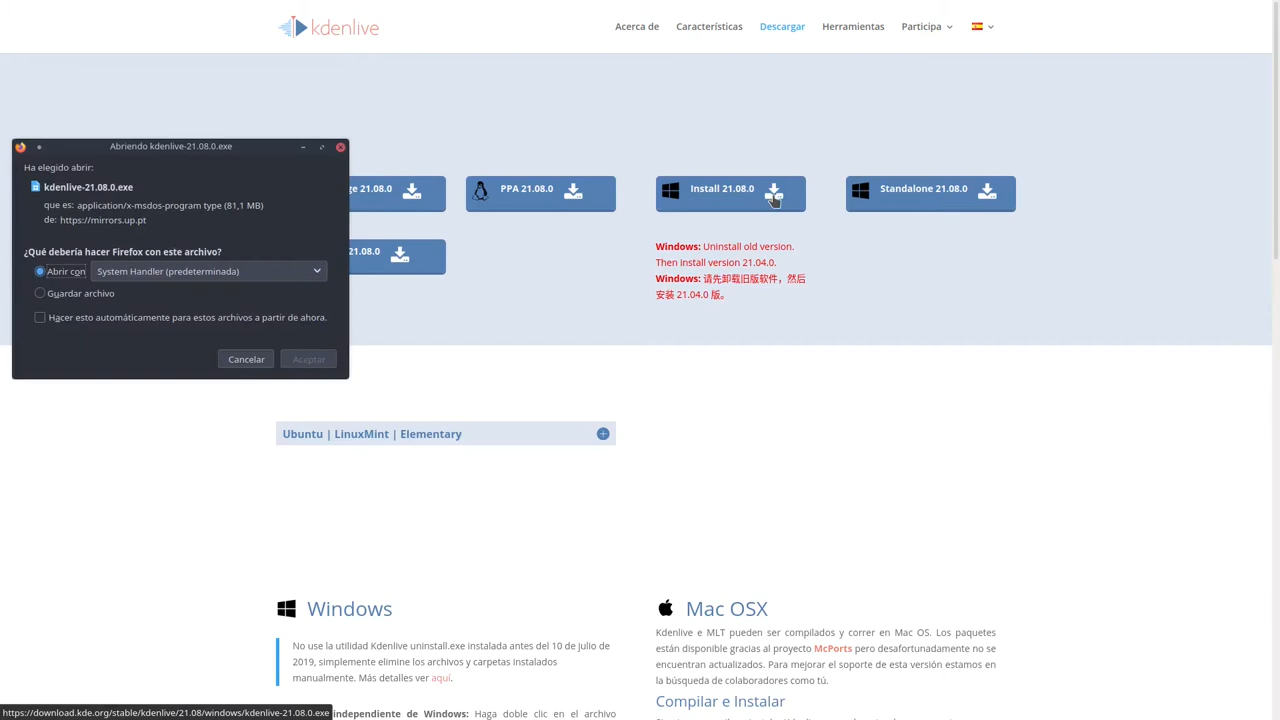 kdenlive
Acerca de
Características
Descargar
Herramientas
Participa
Abriendo kdenlive-21.08.0.exe
Ha elegido abrir:
kdenlive-21.08.0.exe
que es: application/x-msdos-program type (81,1 MB)
de: https://mirrors.up.pt
¿Qué debería hacer Firefox con este archivo?
Abrir con
System Handler (predeterminada)
Guardar archivo
Hacer esto automáticamente para estos archivos a partir de ahora.
Cancelar
Aceptar
ge 21.08.0
PPA 21.08.0
Install 21.08.0
Standalone 21.08.0
21.08.0
Windows: Uninstall old version.
Then install version 21.04.0.
Windows: 请先卸载旧版软件，然后
安装 21.04.0 版。
Ubuntu | LinuxMint | Elementary
Windows
No use la utilidad Kdenlive uninstall.exe instalada antes del 10 de julio de
2019, simplemente elimine los archivos y carpetas instalados
manualmente. Más detalles ver aquí.
independiente de Windows: Haga doble clic en el archivo
Mac OSX
Kdenlive e MLT pueden ser compilados y correr en Mac OS. Los paquetes
están disponible gracias al proyecto McPorts pero desafortunadamente no se
encuentran actualizados. Para mejorar el soporte de esta versión estamos en
la búsqueda de colaboradores como tú.
Compilar e Instalar
https://download.kde.org/stable/kdenlive/21.08/windows/kdenlive-21.08.0.exe